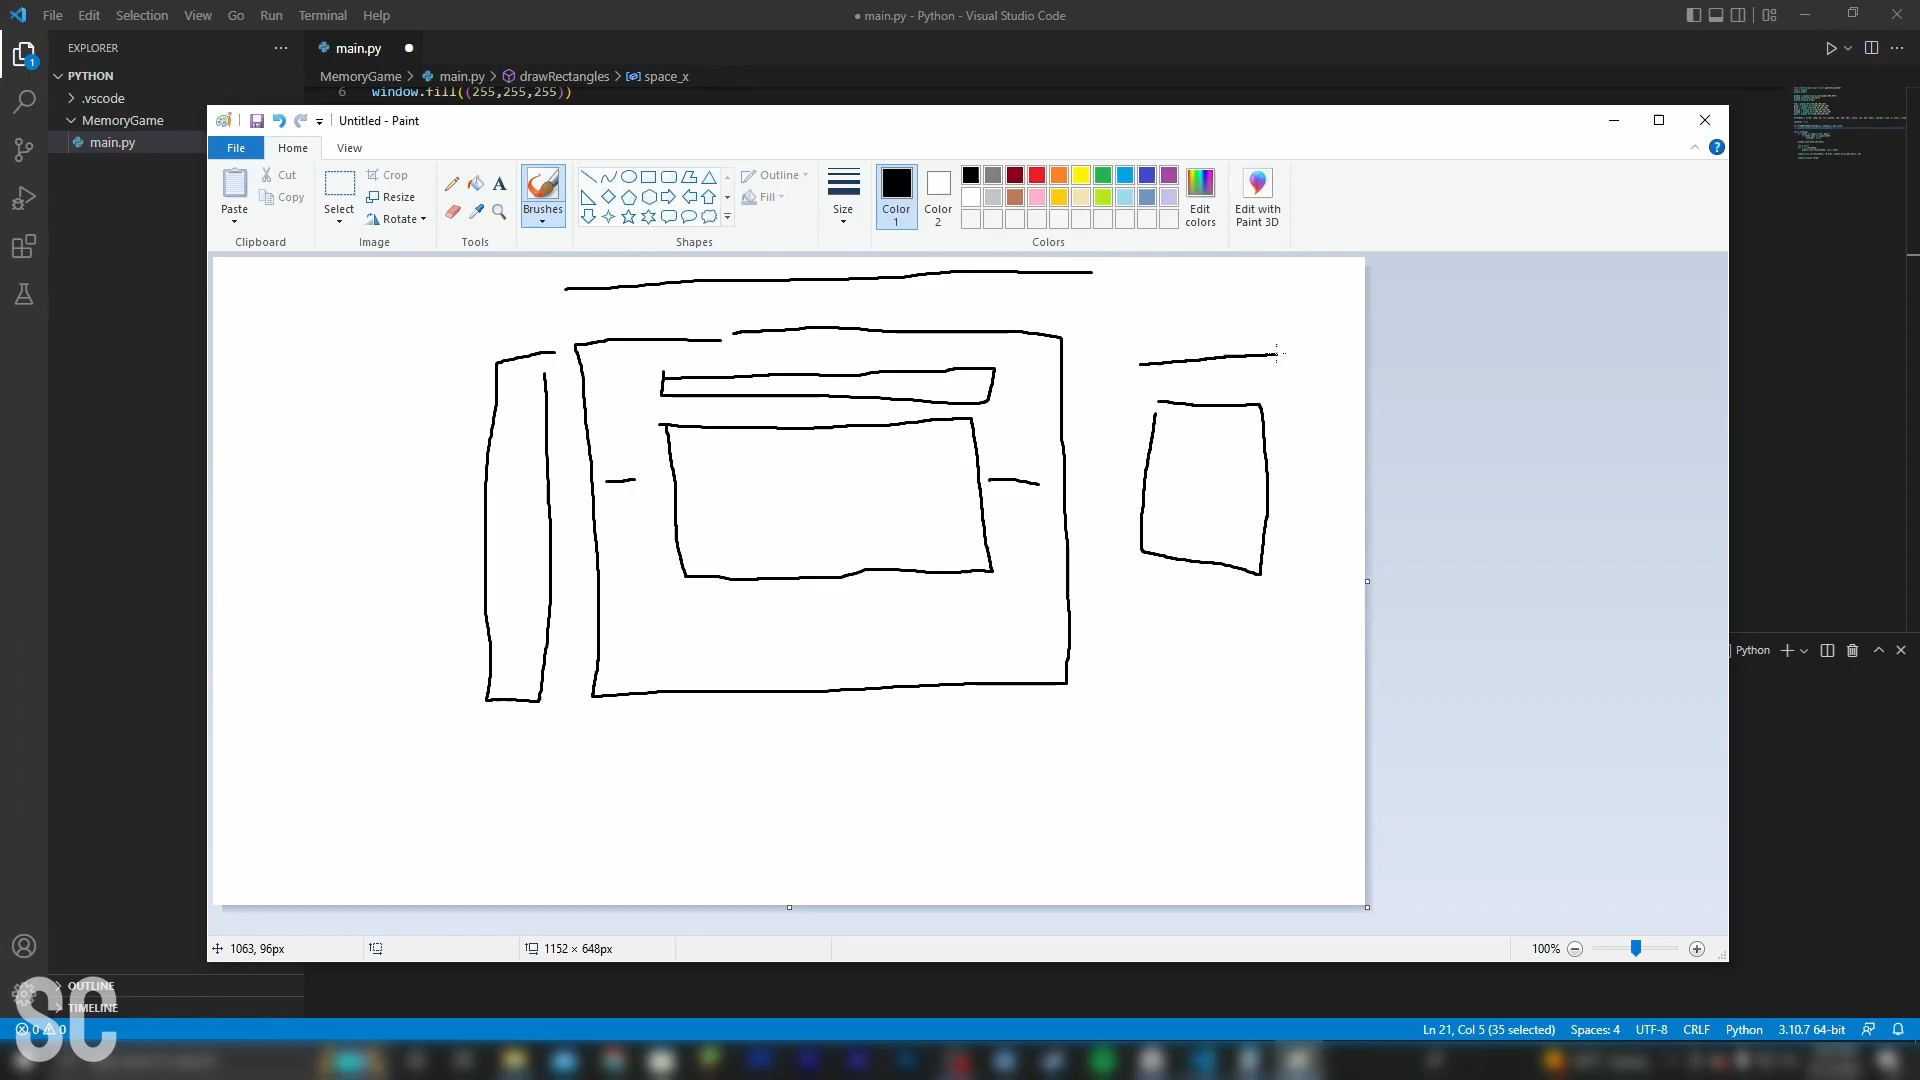 File Edit Selection View Go Run Terminal Help
● main.py - Python - Visual Studio Code
EXPLORER
main.py
PYTHON
MemoryGame > main.py > drawRectangles > space_x
.vscode
6 window.fill((255,255,255))
MemoryGame
main.py
1
Untitled - Paint
File Home View
Paste
Cut
Copy
Clipboard
Select
Crop
Resize
Rotate
Image
Tools
Brushes
Shapes
Outline
Fill
Size
Color 1
Color 2
Colors
Edit colors
Edit with Paint 3D
1063, 96px
1152 × 648px
100%
Python
OUTLINE
TIMELINE
SC
0 0
Ln 21, Col 5 (35 selected) Spaces: 4 UTF-8 CRLF Python 3.10.7 64-bit